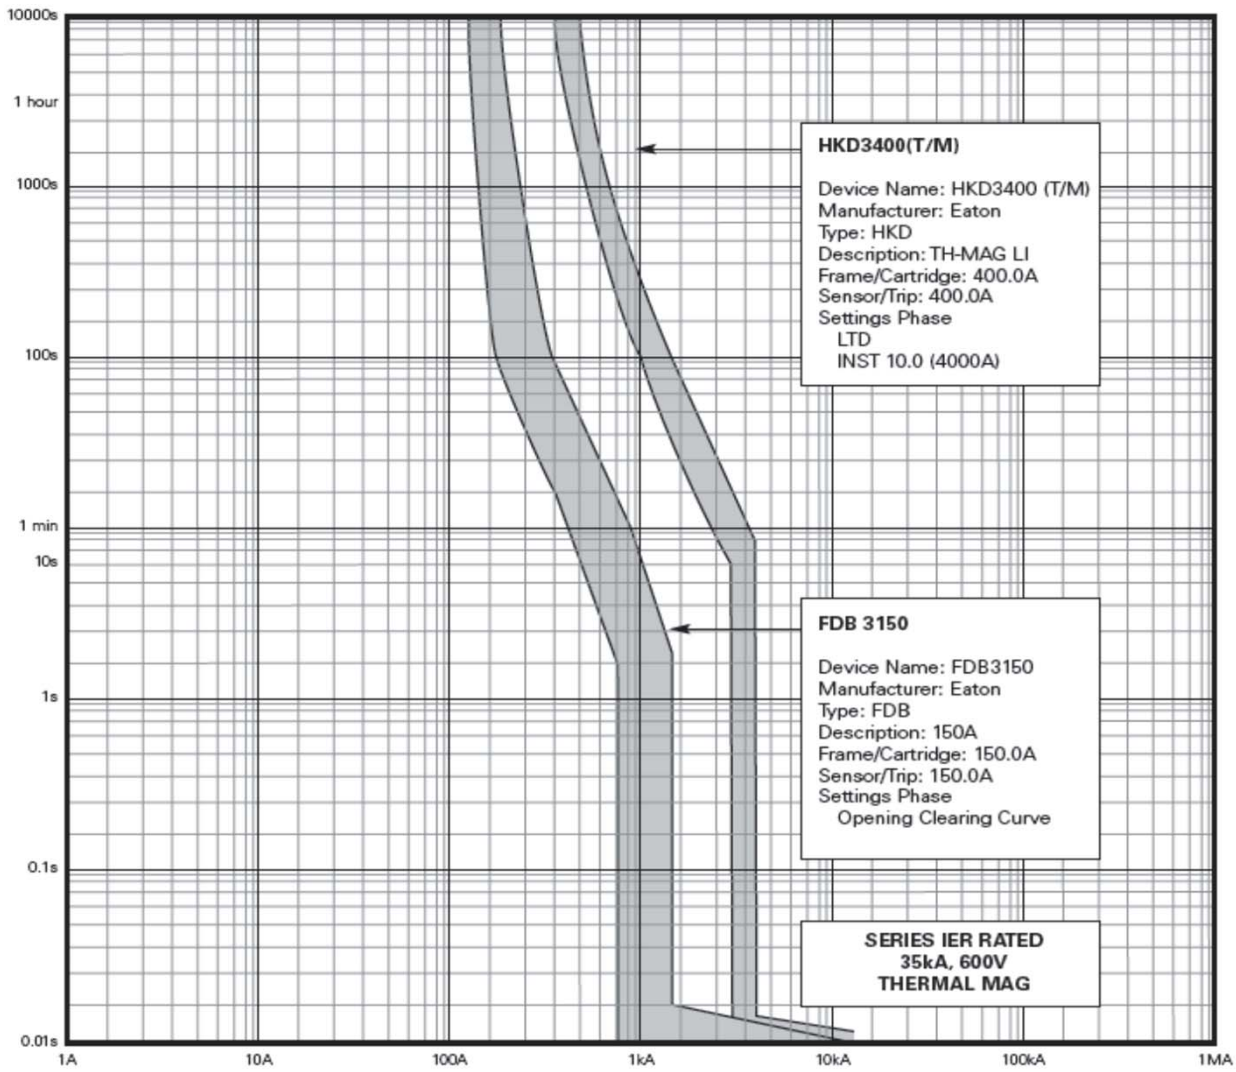 10000s
1 hour
1000s
100s
1 min
10s
1s
0.1s
0.01s
1A
10A
100A
1kA
10kA
100kA
1MA
HKD3400(T/M)
Device Name: HKD3400 (T/M)
Manufacturer: Eaton
Type: HKD
Description: TH-MAG LI
Frame/Cartridge: 400.0A
Sensor/Trip: 400.0A
Settings Phase
LTD
INST 10.0 (4000A)
FDB 3150
Device Name: FDB3150
Manufacturer: Eaton
Type: FDB
Description: 150A
Frame/Cartridge: 150.0A
Sensor/Trip: 150.0A
Settings Phase
Opening Clearing Curve
SERIES IER RATED
35kA, 600V
THERMAL MAG